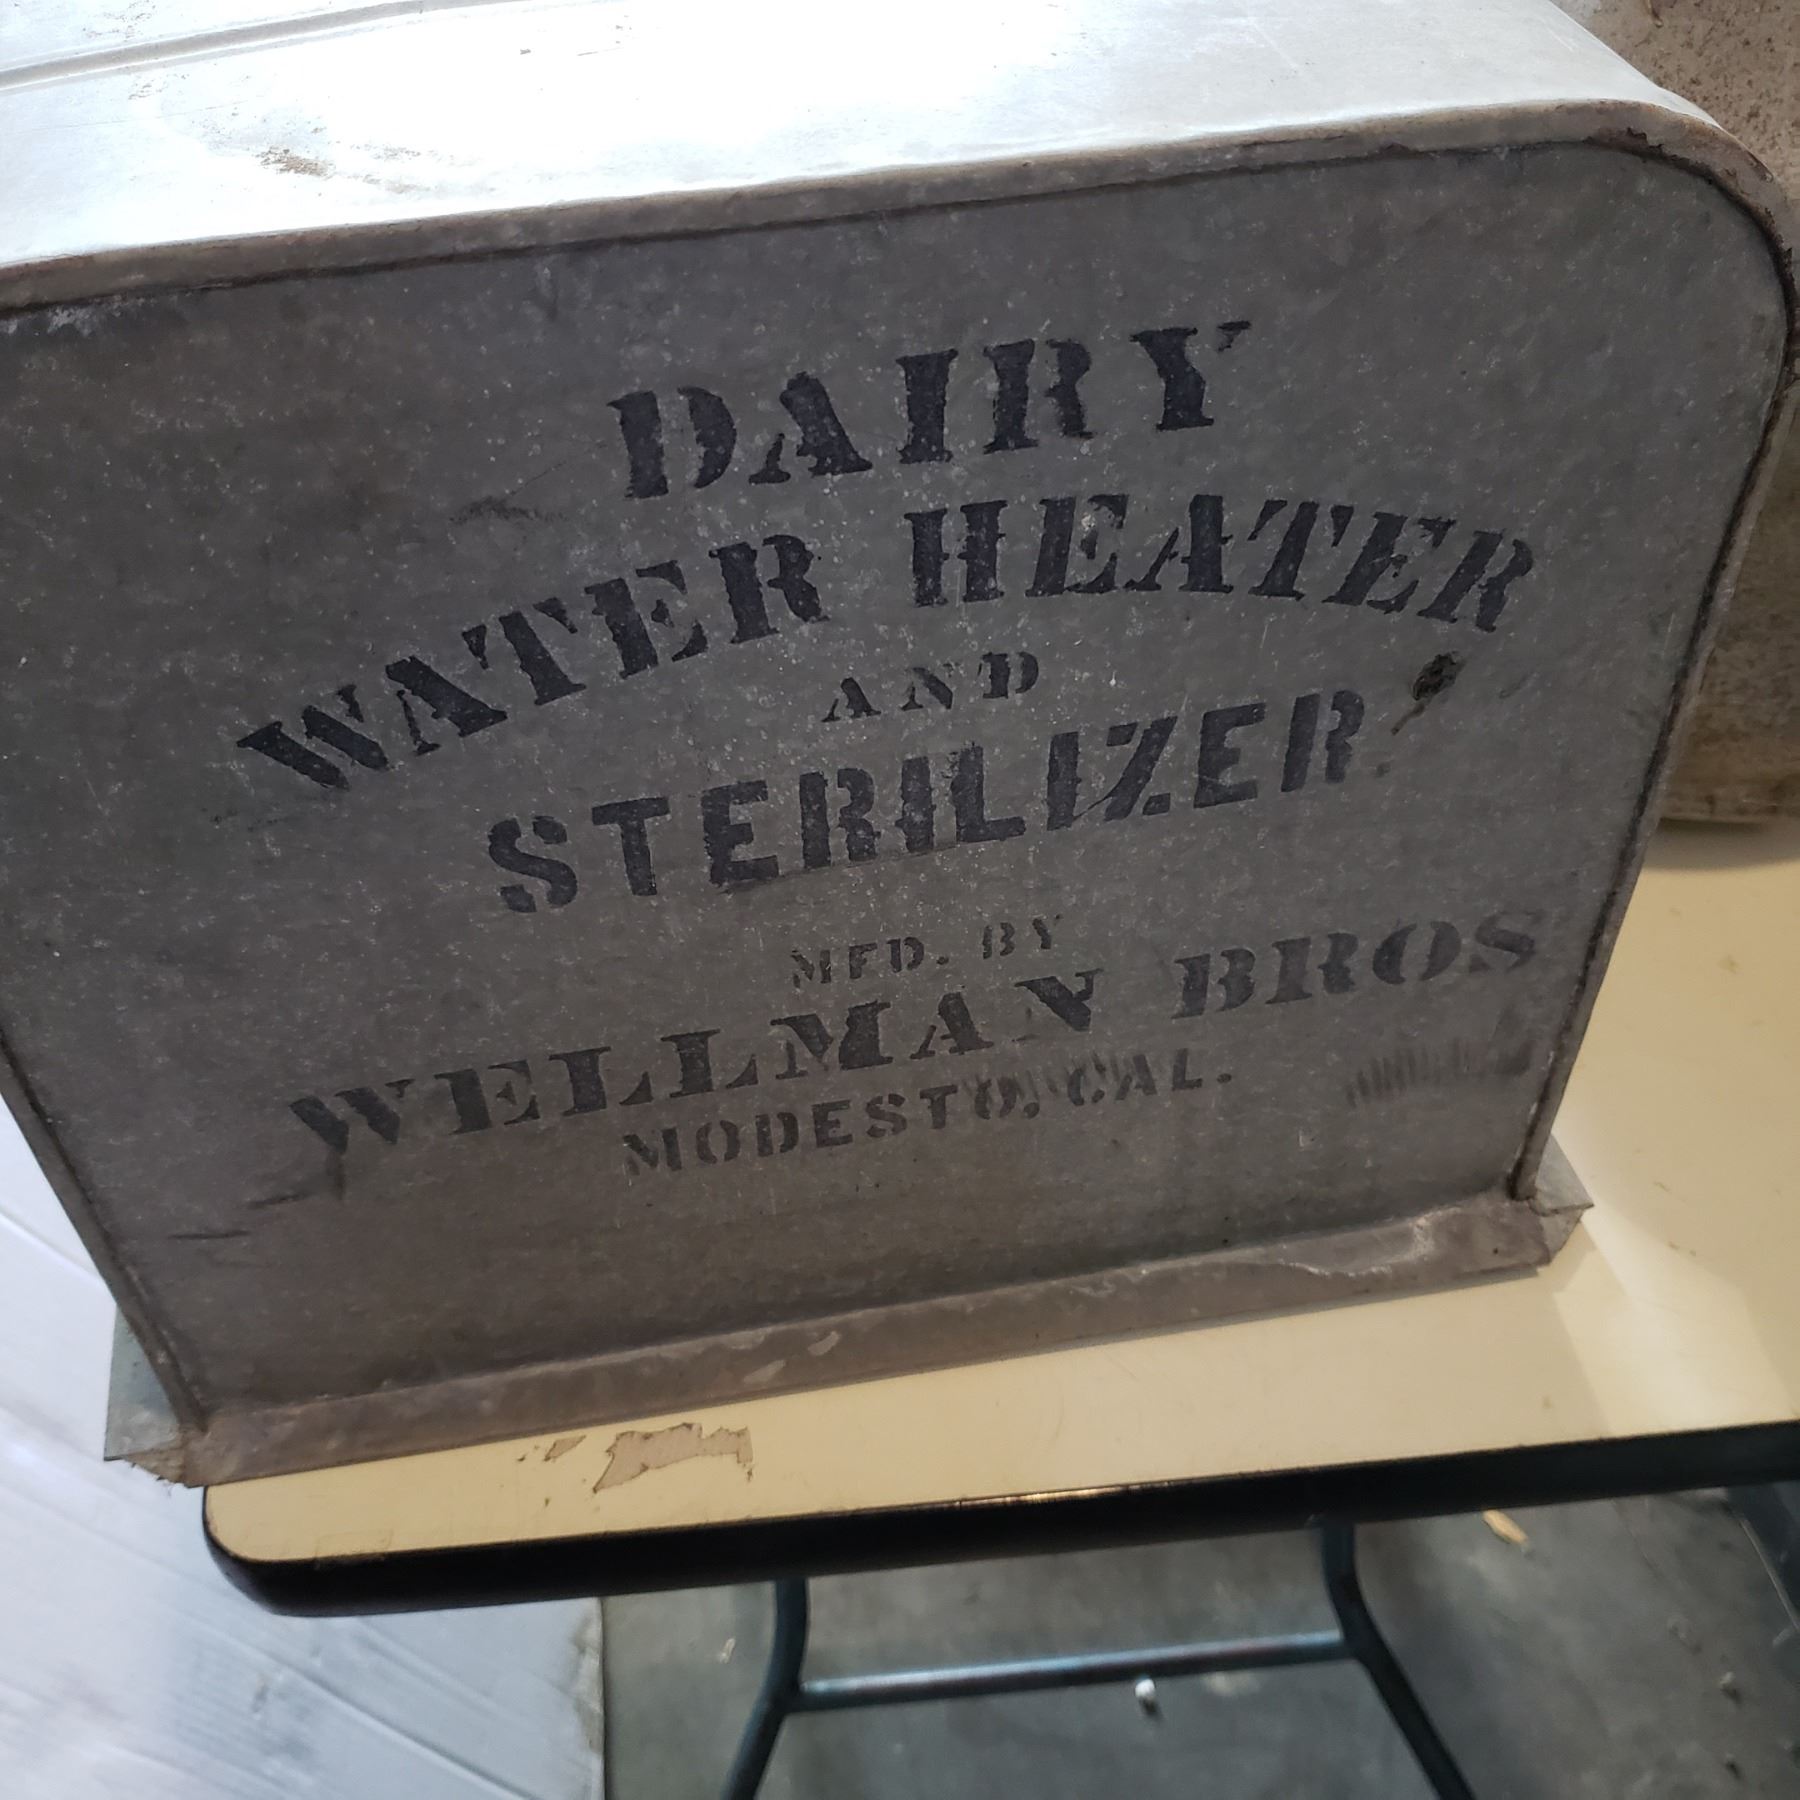 DAIRY
WATER HEATER
AND
STERILIZER
MFD. BY
WELLMAN BROS
MODESTO, CAL.